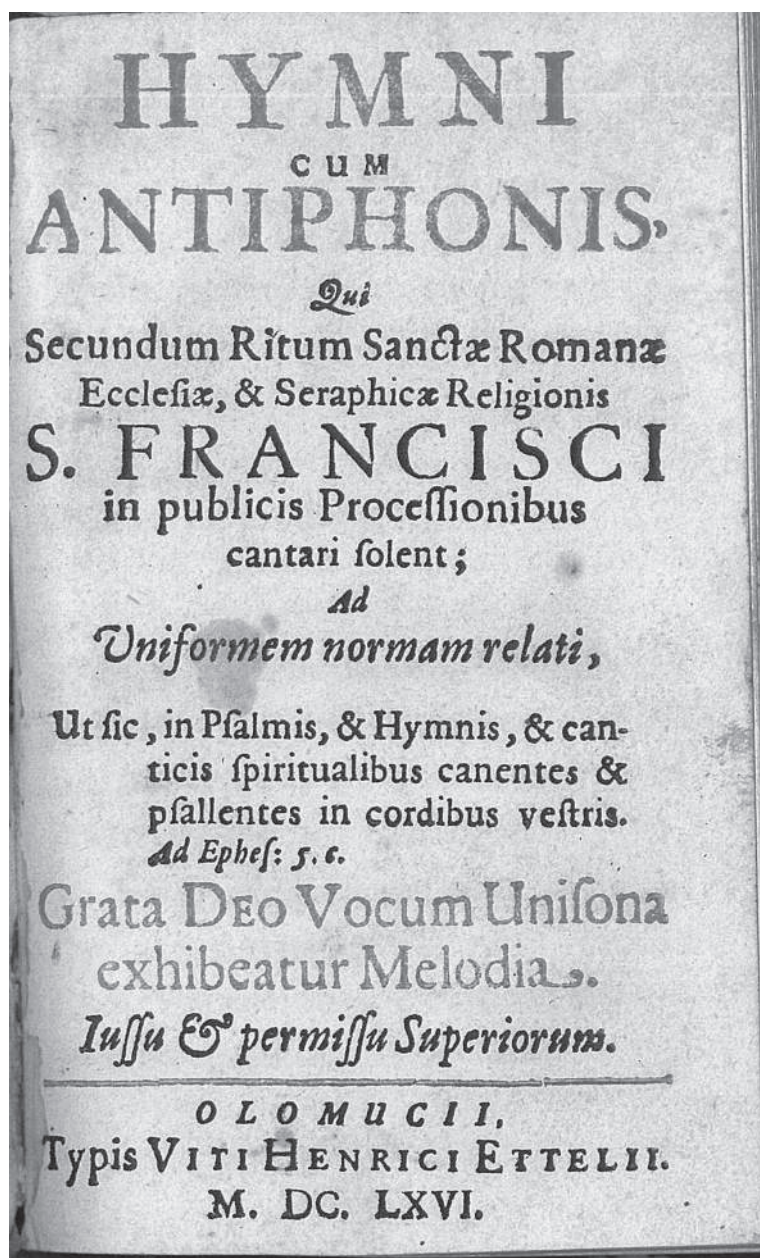 HYMNI
CUM
ANTIPHONIS,
Qui
Secundum Ritum Sanctæ Romanæ
Eccleſiæ, & Seraphicæ Religionis
S. FRANCISCI
in publicis Proceſſionibus
cantari ſolent;
Ad
Uniformem normam relati,
Ut ſic, in Pſalmis, & Hymnis, & can-
ticis ſpiritualibus canentes &
pſallentes in cordibus veſtris.
Ad Epheſ: 5. c.
Grata DEO Vocum Uniſona
exhibeatur Melodia.
Iuſſu & permiſſu Superiorum.
OLOMUCII,
Typis VITI HENRICI ETTELII.
M. DC. LXVI.